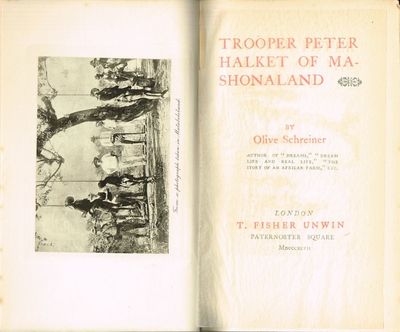 From a photograph taken in Matabeleland.
TROOPER PETER
HALKET OF MA-
SHONALAND
BY
Olive Schreiner
AUTHOR OF "DREAMS," "DREAM
LIFE AND REAL LIFE," "THE
STORY OF AN AFRICAN FARM," ETC.
LONDON
T. FISHER UNWIN
PATERNOSTER SQUARE
MDCCCXCVII